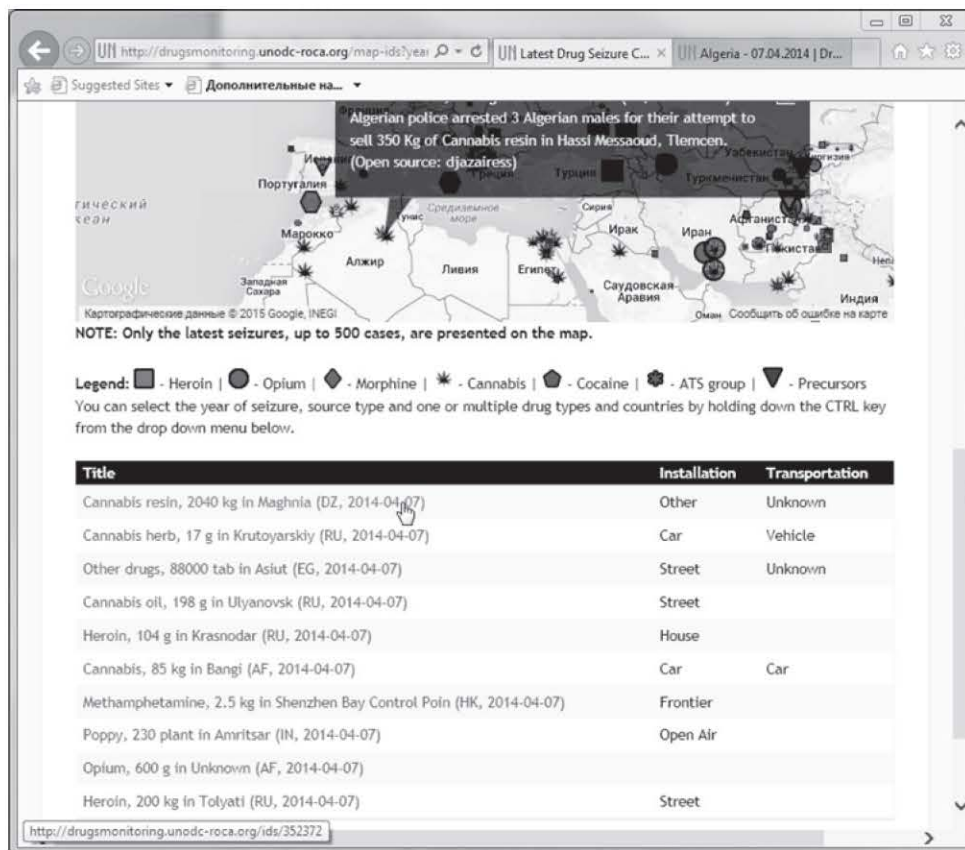 http://drugsmonitoring.unodc-roca.org/map-ids?year
UN Latest Drug Seizure C... ×
UN Algeria - 07.04.2014 | Dr...
Suggested Sites ▼ Дополнительные на... ▼
Algerian police arrested 3 Algerian males for their attempt to
sell 350 Kg of Cannabis resin in Hassi Messaoud, Tlemcen.
(Open source: djazairess)
Португалия
Греция
Турция
Узбекистан
Туркменистан
Средиземное
море
Тунис
Сирия
Афганистан
Марокко
Ирак
Иран
Пакистан
Алжир
Ливия
Египет
Западная
Сахара
Саудовская
Аравия
Индия
Оман
Google
Картографические данные © 2015 Google, INEGI
Сообщить об ошибке на карте
NOTE: Only the latest seizures, up to 500 cases, are presented on the map.
Legend: - Heroin | - Opium | - Morphine | - Cannabis | - Cocaine | - ATS group | - Precursors
You can select the year of seizure, source type and one or multiple drug types and countries by holding down the CTRL key
from the drop down menu below.
Title Installation Transportation
Cannabis resin, 2040 kg in Maghnia (DZ, 2014-04-07) Other Unknown
Cannabis herb, 17 g in Krutoyarskiy (RU, 2014-04-07) Car Vehicle
Other drugs, 88000 tab in Asiut (EG, 2014-04-07) Street Unknown
Cannabis oil, 198 g in Ulyanovsk (RU, 2014-04-07) Street
Heroin, 104 g in Krasnodar (RU, 2014-04-07) House
Cannabis, 85 kg in Bangi (AF, 2014-04-07) Car Car
Methamphetamine, 2.5 kg in Shenzhen Bay Control Poin (HK, 2014-04-07) Frontier
Poppy, 230 plant in Amritsar (IN, 2014-04-07) Open Air
Opium, 600 g in Unknown (AF, 2014-04-07)
Heroin, 200 kg in Tolyati (RU, 2014-04-07) Street
http://drugsmonitoring.unodc-roca.org/ids/352372